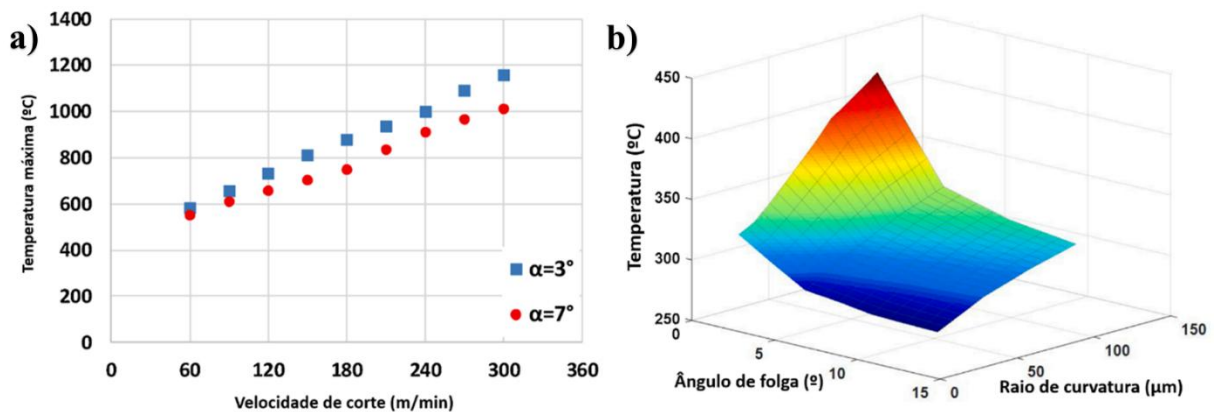 a)
1400
1200
1000
800
600
400
200
0
Temperatura máxima (ºC)
0 60 120 180 240 300 360
Velocidade de corte (m/min)
α=3°
α=7°
b)
450
400
350
300
250
Temperatura (ºC)
0
5
10
15
Ângulo de folga (º)
0
50
100
150
Raio de curvatura (µm)